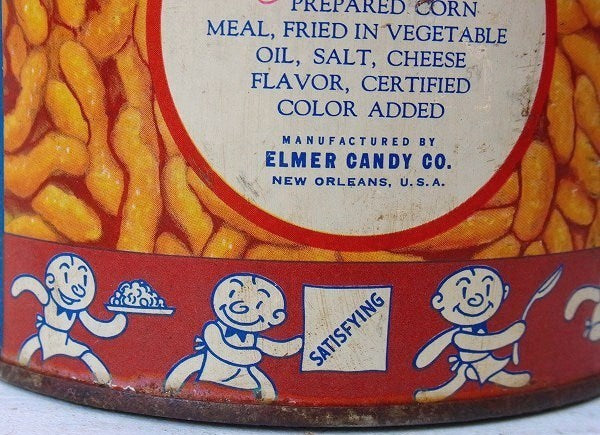 PREPARED CORN
MEAL, FRIED IN VEGETABLE
OIL, SALT, CHEESE
FLAVOR, CERTIFIED
COLOR ADDED
MANUFACTURED BY
ELMER CANDY CO.
NEW ORLEANS, U.S.A.
SATISFYING